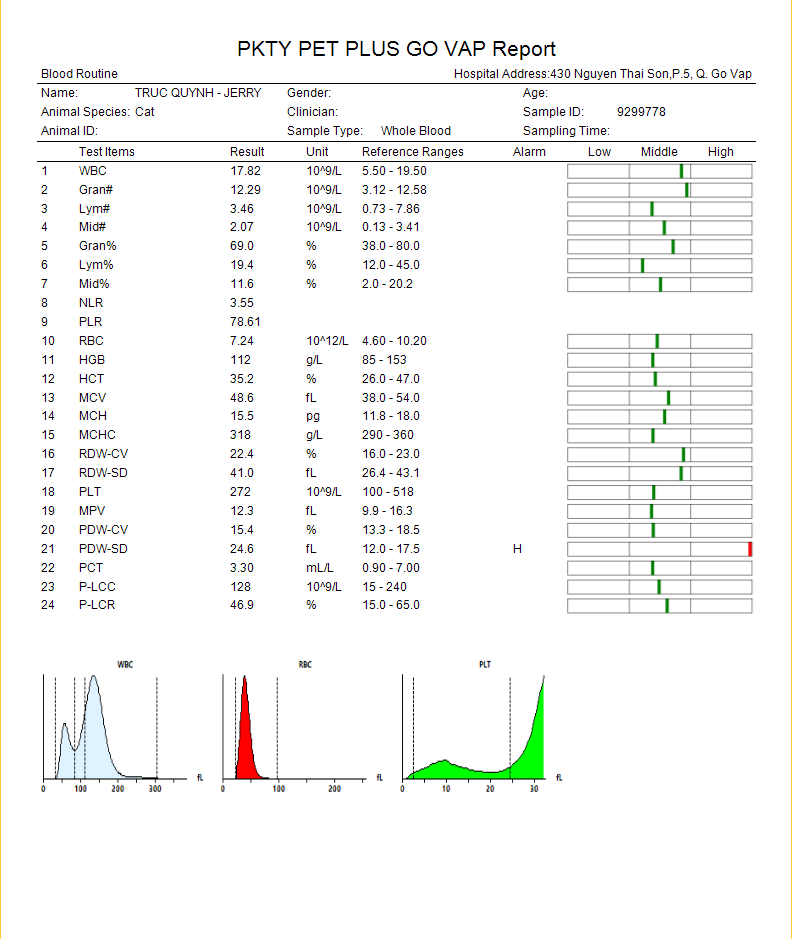 PKTY PET PLUS GO VAP Report
Blood Routine Hospital Address:430 Nguyen Thai Son,P.5, Q. Go Vap
Name: TRUC QUYNH - JERRY Gender: Age:
Animal Species: Cat Clinician: Sample ID: 9299778
Animal ID: Sample Type: Whole Blood Sampling Time:
Test Items Result Unit Reference Ranges Alarm Low Middle High
1 WBC 17.82 10^9/L 5.50 - 19.50
2 Gran# 12.29 10^9/L 3.12 - 12.58
3 Lym# 3.46 10^9/L 0.73 - 7.86
4 Mid# 2.07 10^9/L 0.13 - 3.41
5 Gran% 69.0 % 38.0 - 80.0
6 Lym% 19.4 % 12.0 - 45.0
7 Mid% 11.6 % 2.0 - 20.2
8 NLR 3.55
9 PLR 78.61
10 RBC 7.24 10^12/L 4.60 - 10.20
11 HGB 112 g/L 85 - 153
12 HCT 35.2 % 26.0 - 47.0
13 MCV 48.6 fL 38.0 - 54.0
14 MCH 15.5 pg 11.8 - 18.0
15 MCHC 318 g/L 290 - 360
16 RDW-CV 22.4 % 16.0 - 23.0
17 RDW-SD 41.0 fL 26.4 - 43.1
18 PLT 272 10^9/L 100 - 518
19 MPV 12.3 fL 9.9 - 16.3
20 PDW-CV 15.4 % 13.3 - 18.5
21 PDW-SD 24.6 fL 12.0 - 17.5 H
22 PCT 3.30 mL/L 0.90 - 7.00
23 P-LCC 128 10^9/L 15 - 240
24 P-LCR 46.9 % 15.0 - 65.0
WBC RBC PLT
fL fL fL
0 100 200 300 0 100 200 0 10 20 30